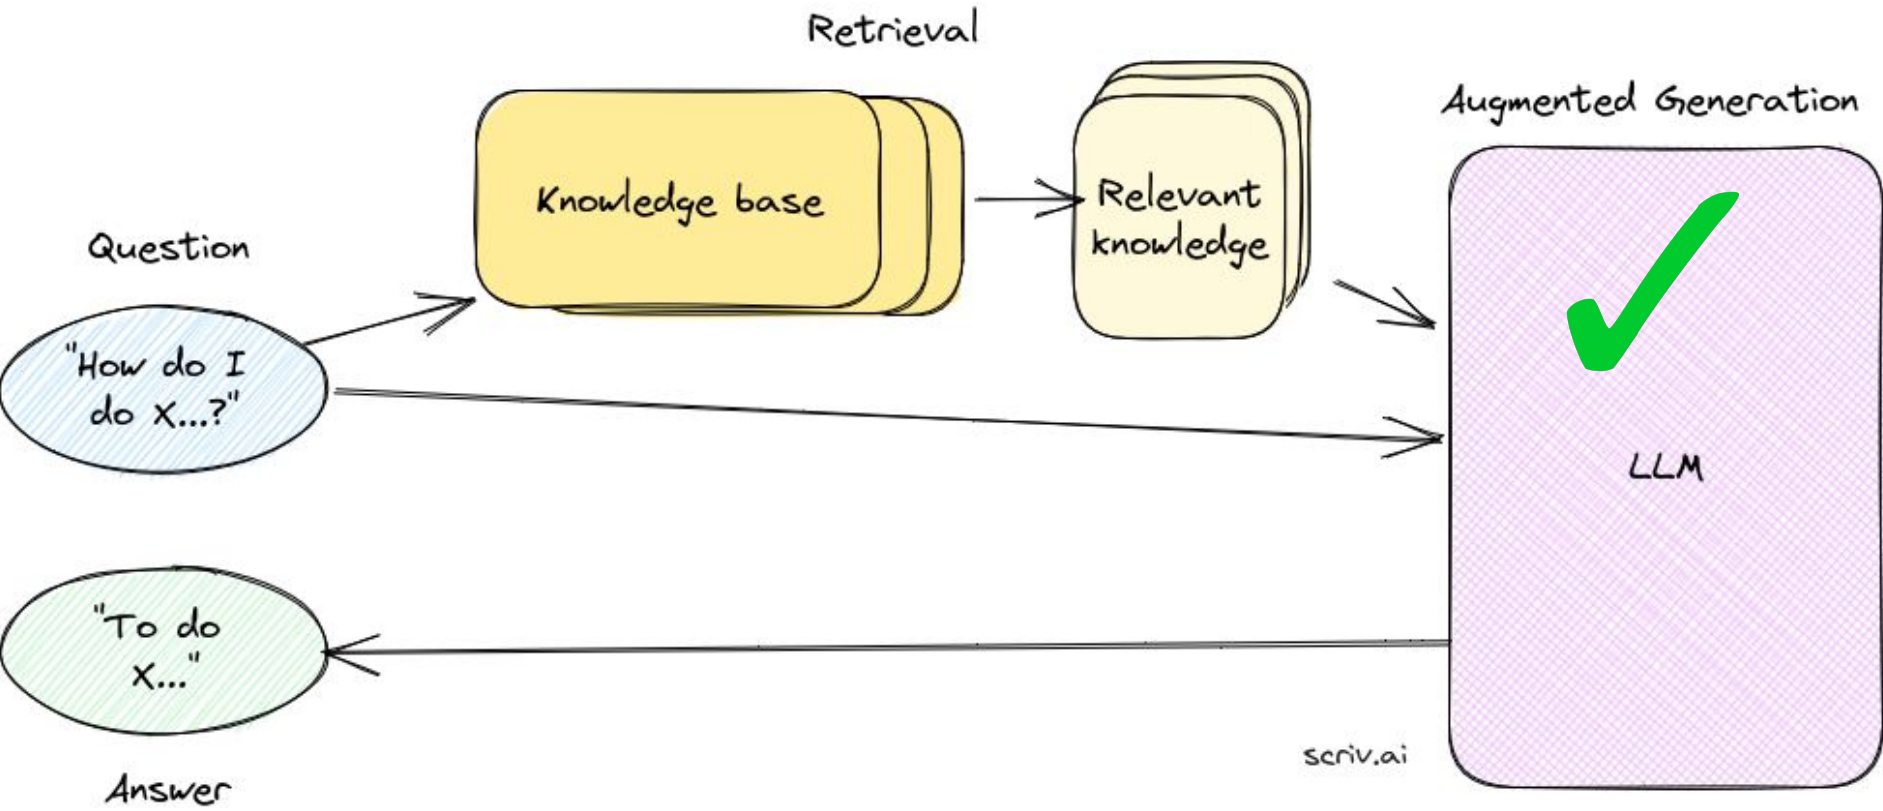 Retrieval
Augmented Generation
Knowledge base
Relevant
knowledge
Question
"How do I
do X...?"
LLM
"To do
X..."
scriv.ai
Answer